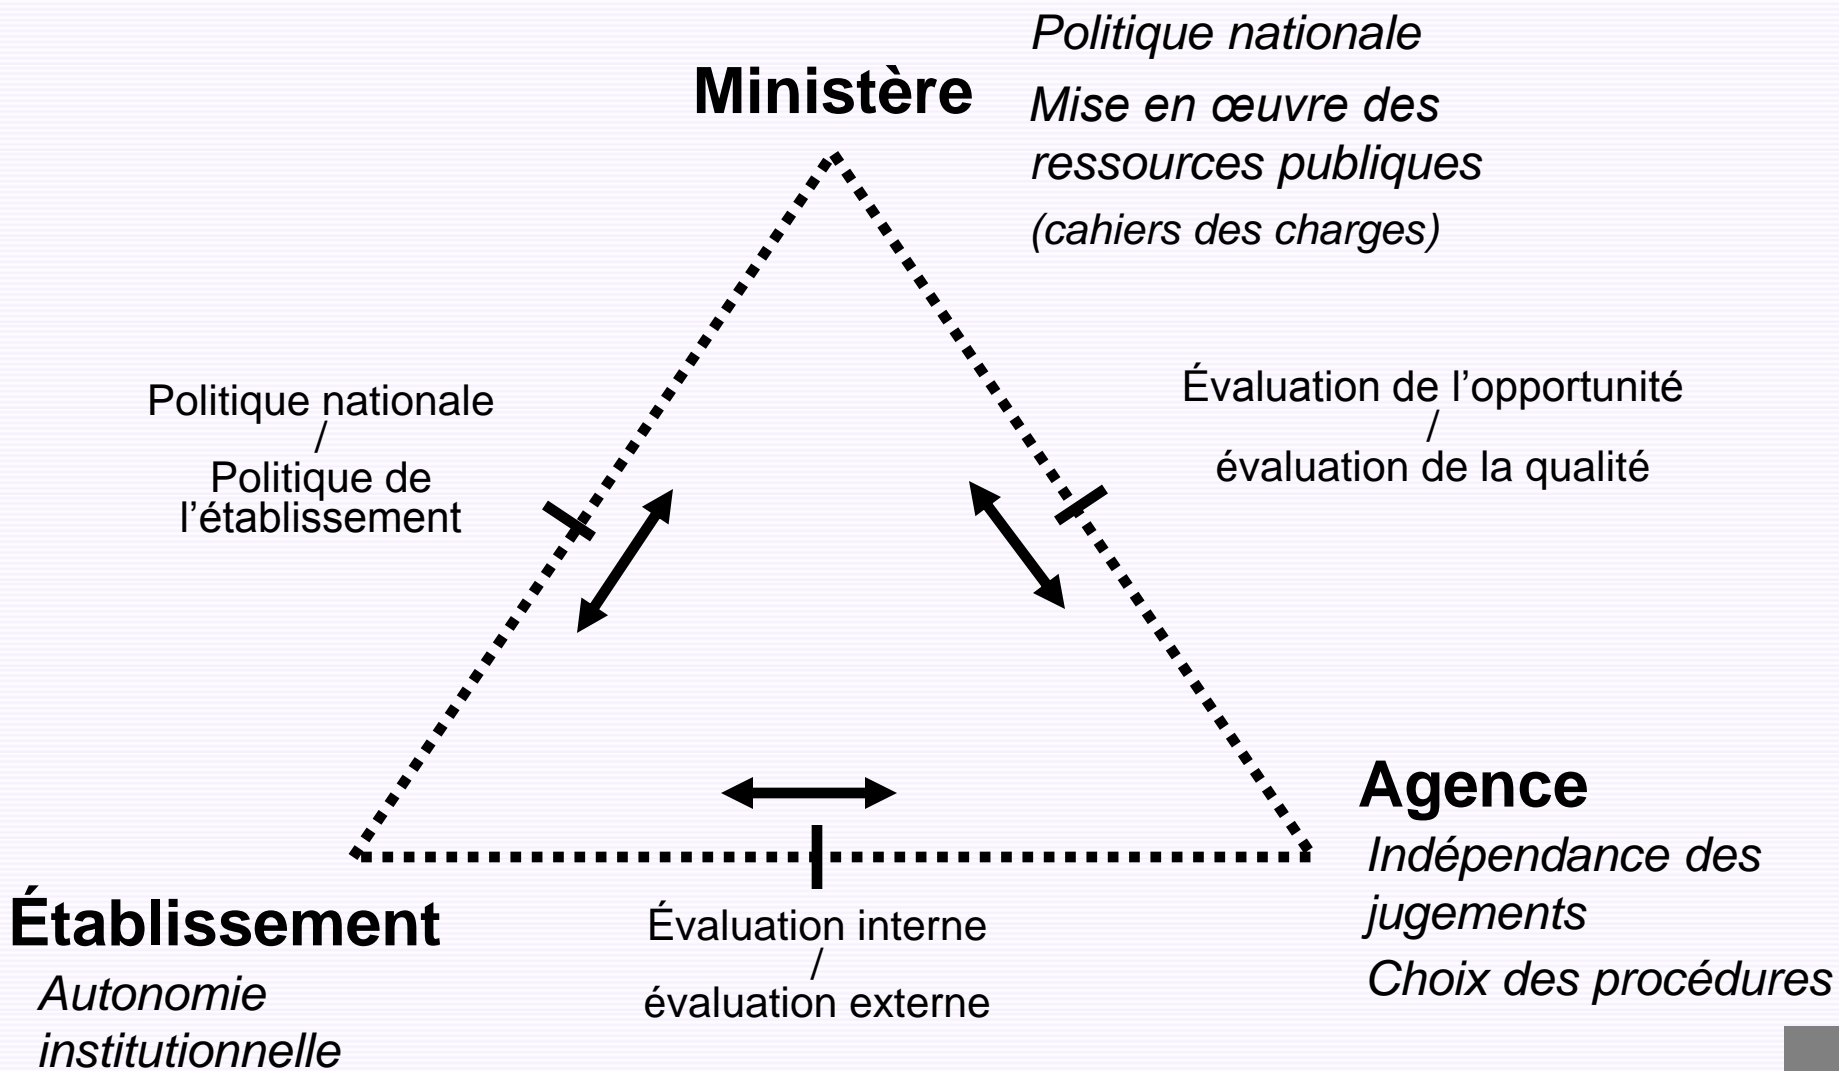 Ministère
Politique nationale
Mise en œuvre des
ressources publiques
(cahiers des charges)
Politique nationale
/
Politique de
l’établissement
Évaluation de l’opportunité
/
évaluation de la qualité
Établissement
Autonomie
institutionnelle
Évaluation interne
/
évaluation externe
Agence
Indépendance des
jugements
Choix des procédures